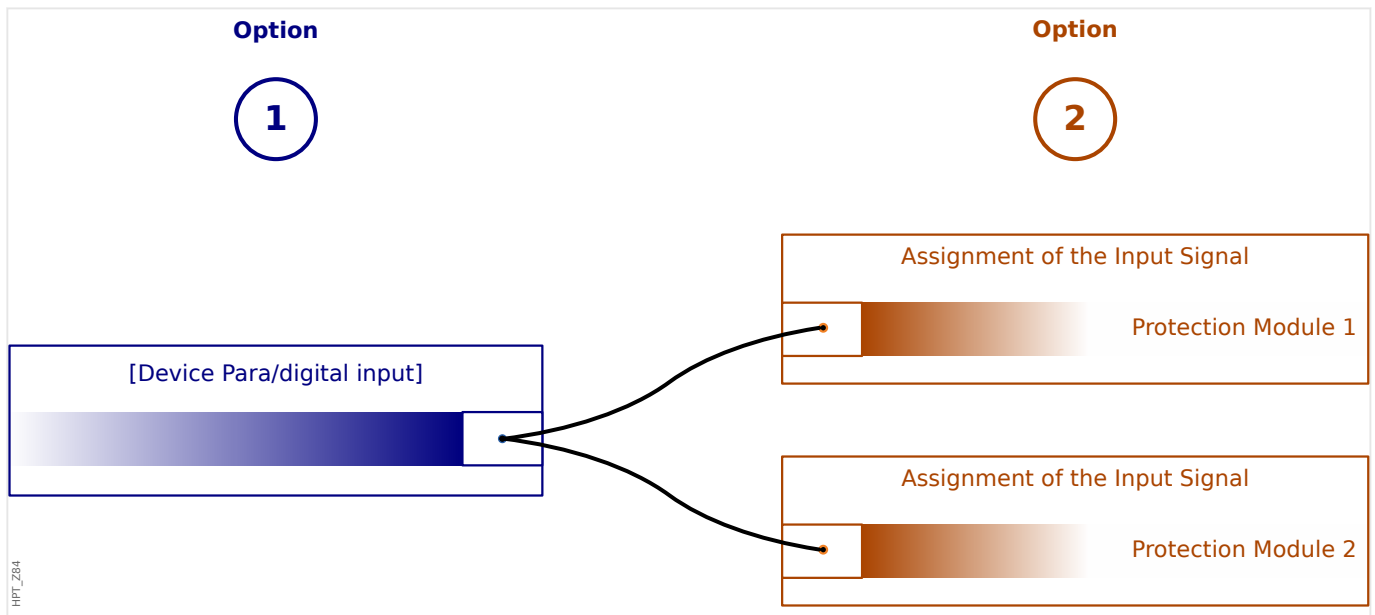 Option
1
Option
2
[Device Para/digital input]
Assignment of the Input Signal
Protection Module 1
Assignment of the Input Signal
Protection Module 2
HPT_Z84